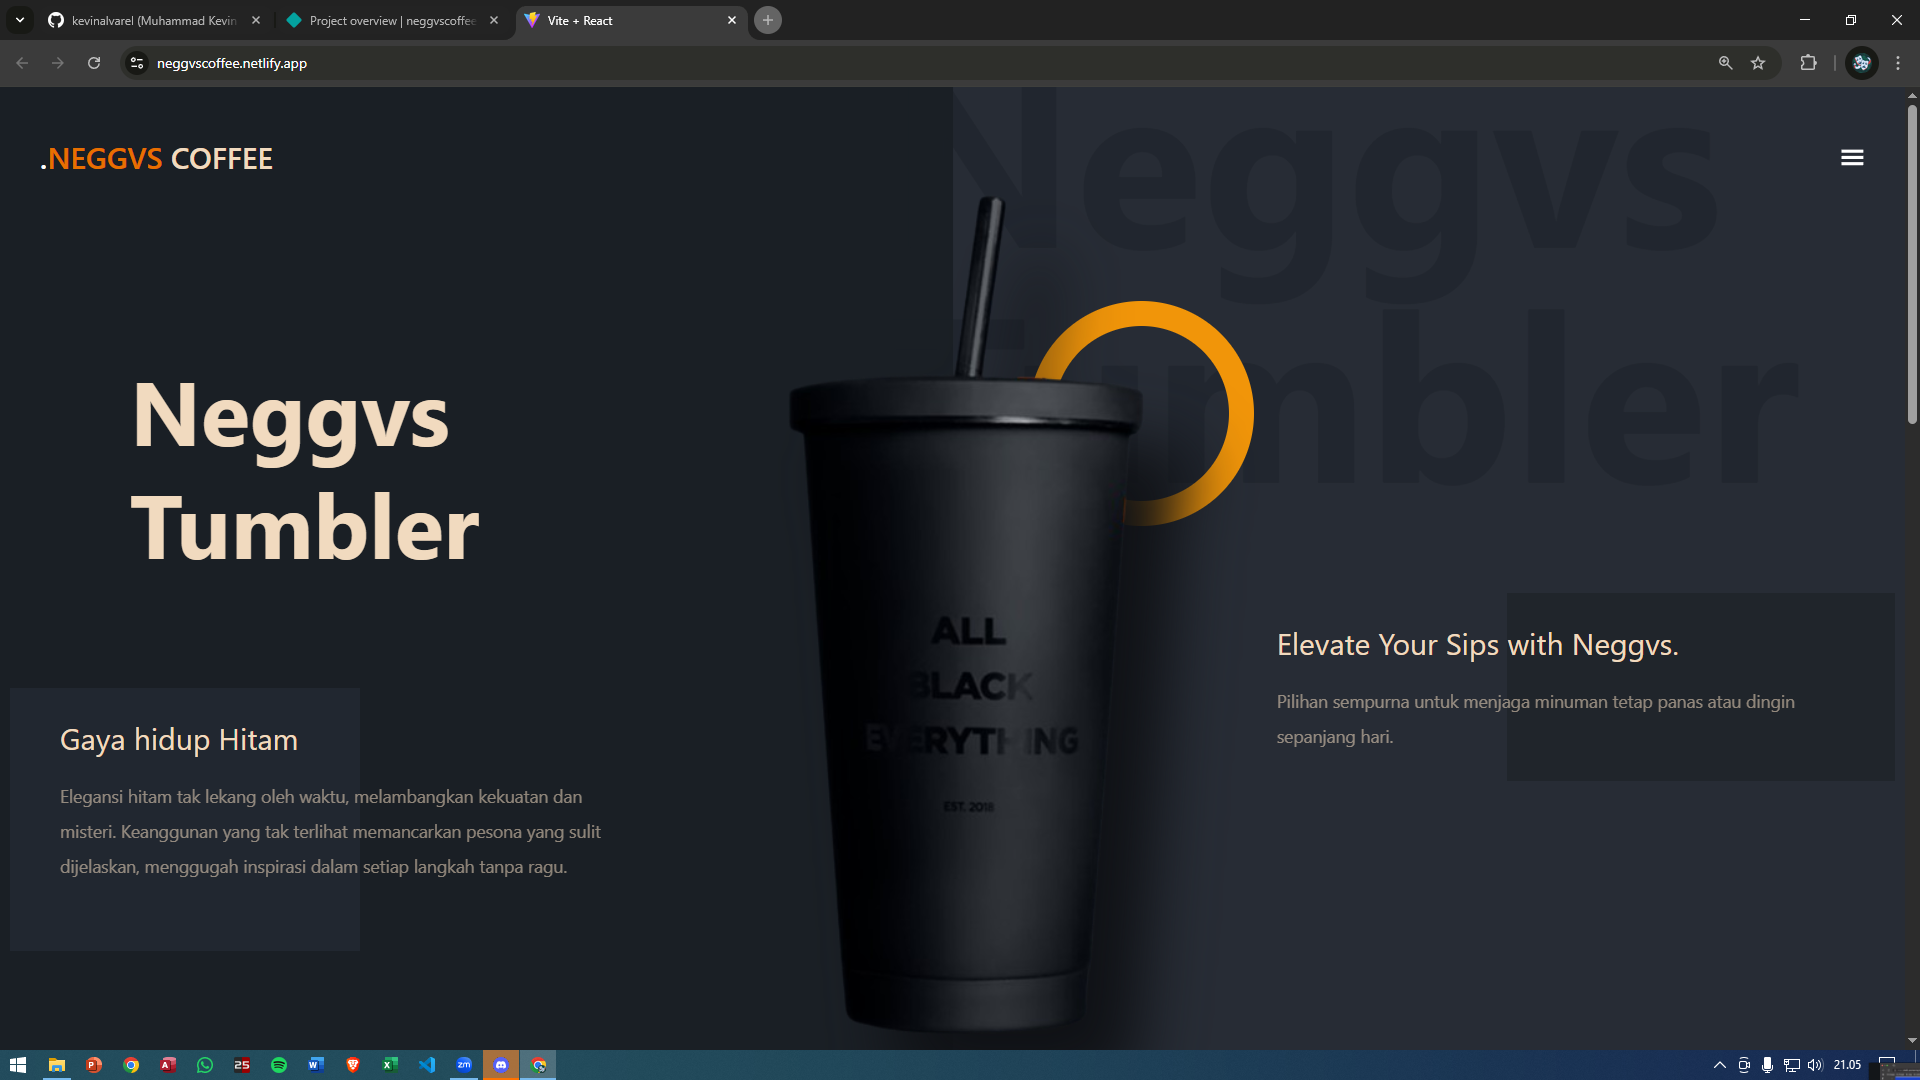 kevinalvarel (Muhammad Kevin
Project overview | neggvscoffee
Vite + React
neggvscoffee.netlify.app
.NEGGVS COFFEE
Neggvs
Tumbler
Neggvs
Tumbler
ALL
BLACK
EVERYTHING
EST. 2018
Elevate Your Sips with Neggvs.
Pilihan sempurna untuk menjaga minuman tetap panas atau dingin
sepanjang hari.
Gaya hidup Hitam
Elegansi hitam tak lekang oleh waktu, melambangkan kekuatan dan
misteri. Keanggunan yang tak terlihat memancarkan pesona yang sulit
dijelaskan, menggugah inspirasi dalam setiap langkah tanpa ragu.
25
zm
21.05